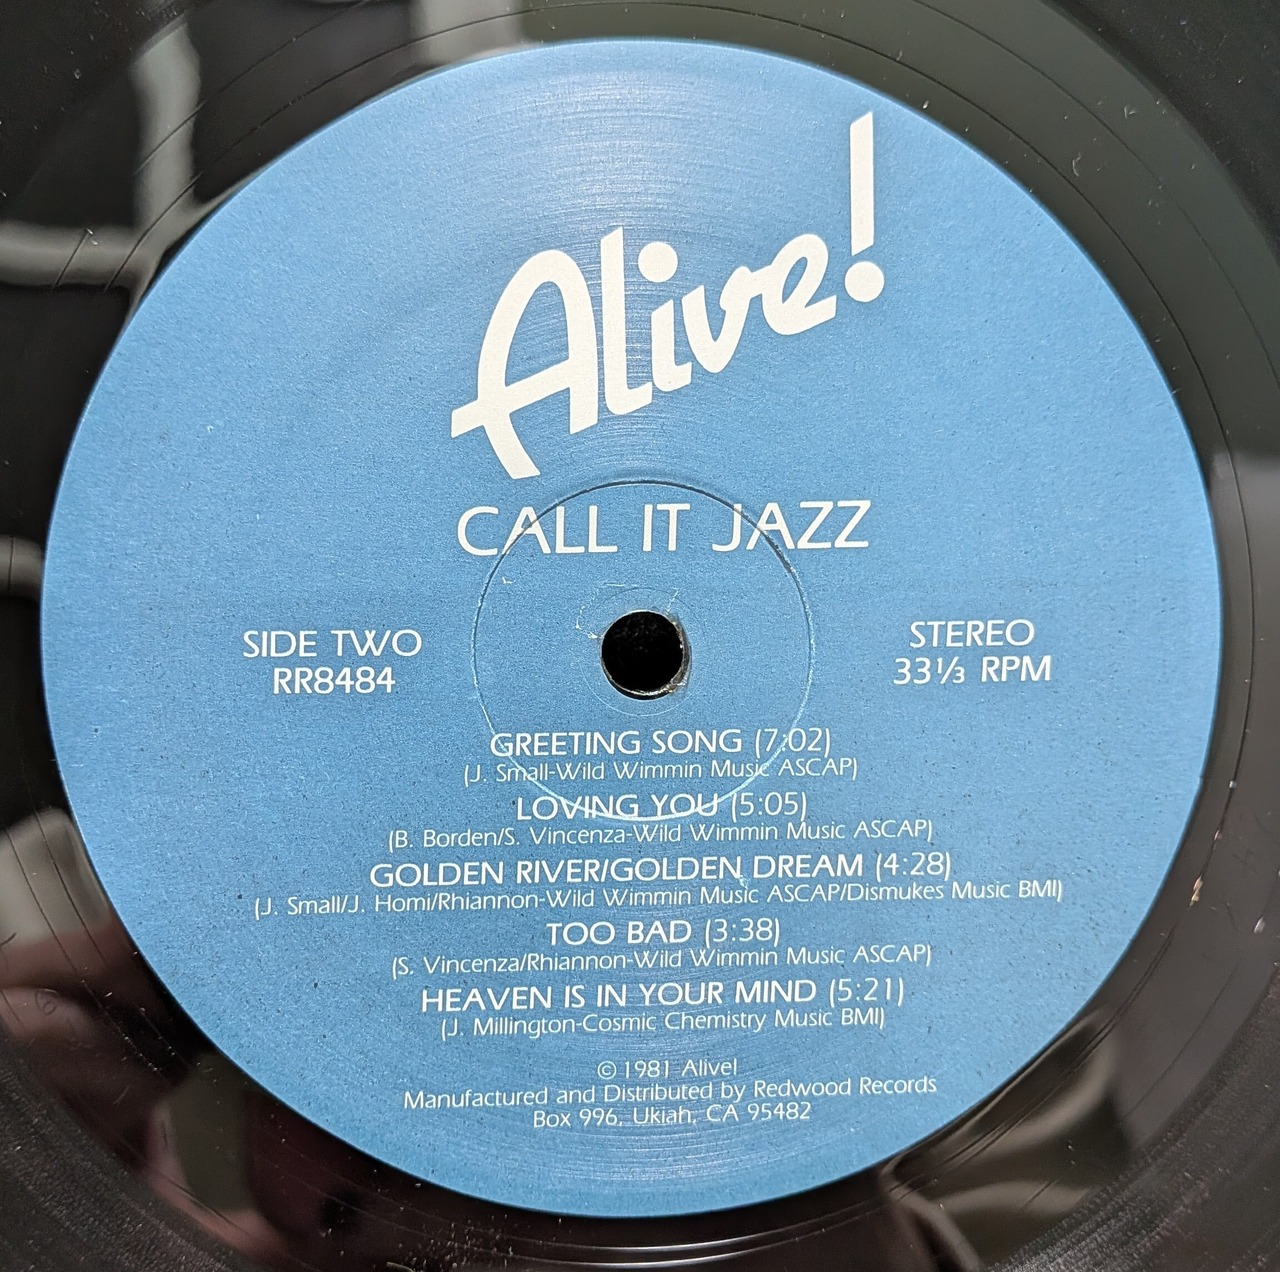 Alive!
CALL IT JAZZ
SIDE TWO
RR8484
STEREO
33⅓ RPM
GREETING SONG (7:02)
(J. Small-Wild Wimmin Music ASCAP)
LOVING YOU (5:05)
(B. Borden/S. Vincenza-Wild Wimmin Music ASCAP)
GOLDEN RIVER/GOLDEN DREAM (4:28)
(J. Small/J. Homi/Rhiannon-Wild Wimmin Music ASCAP/Dismukes Music BMI)
TOO BAD (3:38)
(S. Vincenza/Rhiannon-Wild Wimmin Music ASCAP)
HEAVEN IS IN YOUR MIND (5:21)
(J. Millington-Cosmic Chemistry Music BMI)
© 1981 Alive!
Manufactured and Distributed by Redwood Records
Box 996, Ukiah, CA 95482